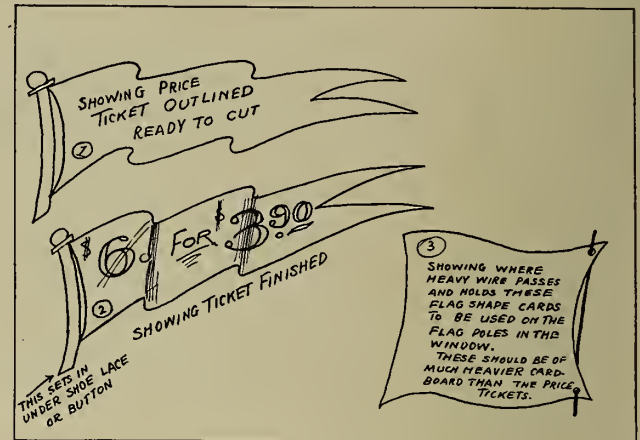 SHOWING PRICE
TICKET OUTLINED
READY TO CUT
1
$6. FOR $3.90
2
SHOWING TICKET FINISHED
THIS SETS IN
UNDER SHOE LACE
OR BUTTON
3
SHOWING WHERE
HEAVY WIRE PASSES
AND HOLDS THESE
FLAG SHAPE CARDS
TO BE USED ON THE
FLAG POLES IN THE
WINDOW.
THESE SHOULD BE OF
MUCH HEAVIER CARD-
BOARD THAN THE PRICE
TICKETS.